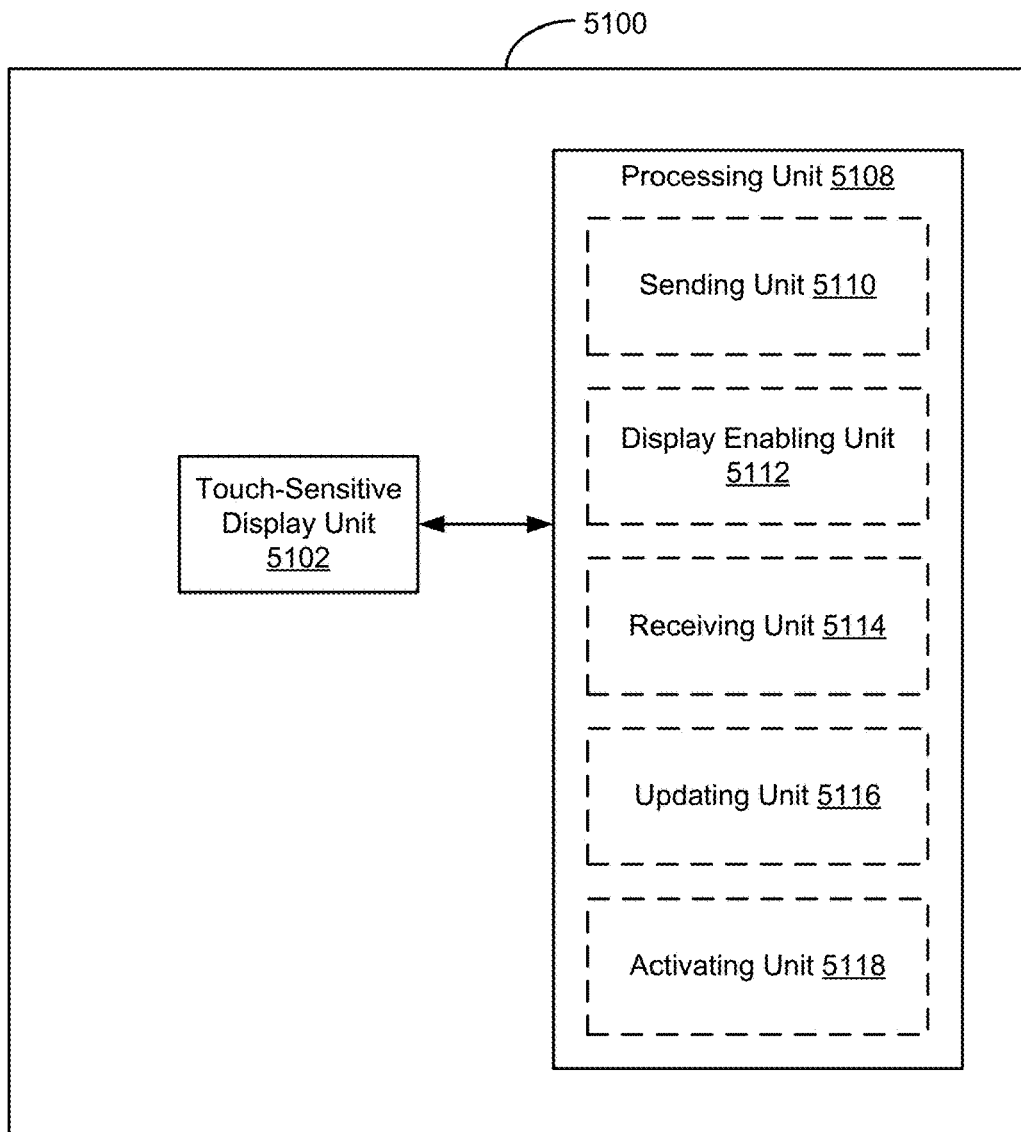 5100
Processing Unit 5108
Sending Unit 5110
Display Enabling Unit
5112
Touch-Sensitive
Display Unit
5102
Receiving Unit 5114
Updating Unit 5116
Activating Unit 5118